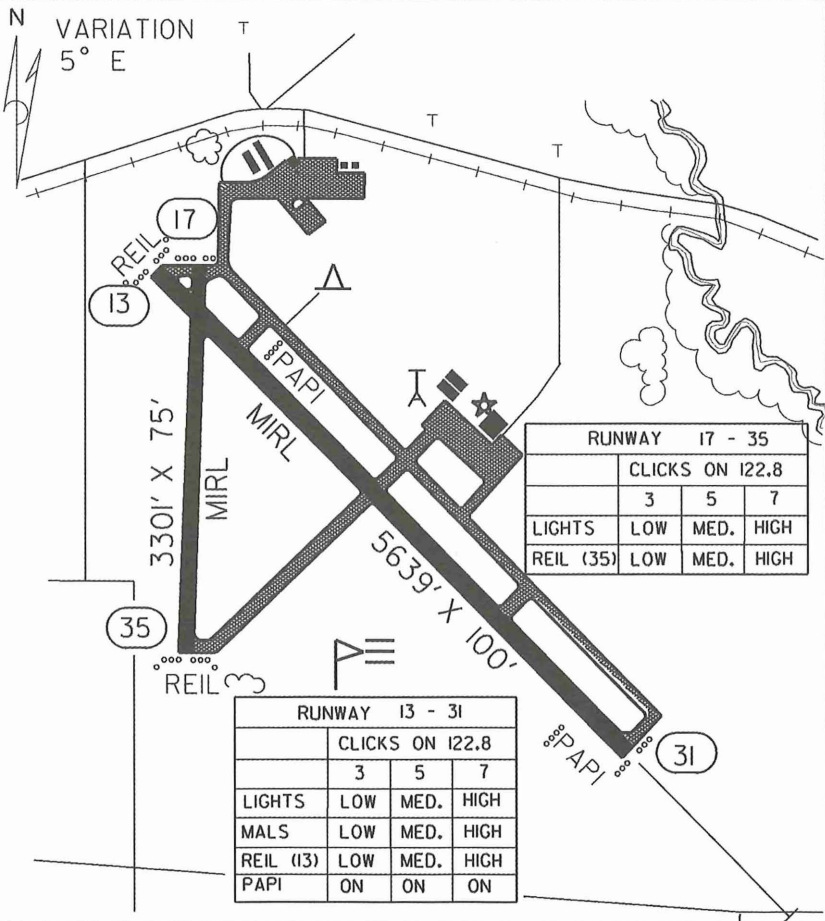 N
VARIATION
5° E
T
T
T
17
REIL
13
PAPI
MIRL
3301' X 75'
MIRL
RUNWAY 17 - 35
CLICKS ON 122.8
3 5 7
LIGHTS LOW MED. HIGH
REIL (35) LOW MED. HIGH
5639' X 100'
35
REIL
RUNWAY 13 - 31
CLICKS ON 122.8
3 5 7
LIGHTS LOW MED. HIGH
MALS LOW MED. HIGH
REIL (13) LOW MED. HIGH
PAPI ON ON ON
PAPI
31